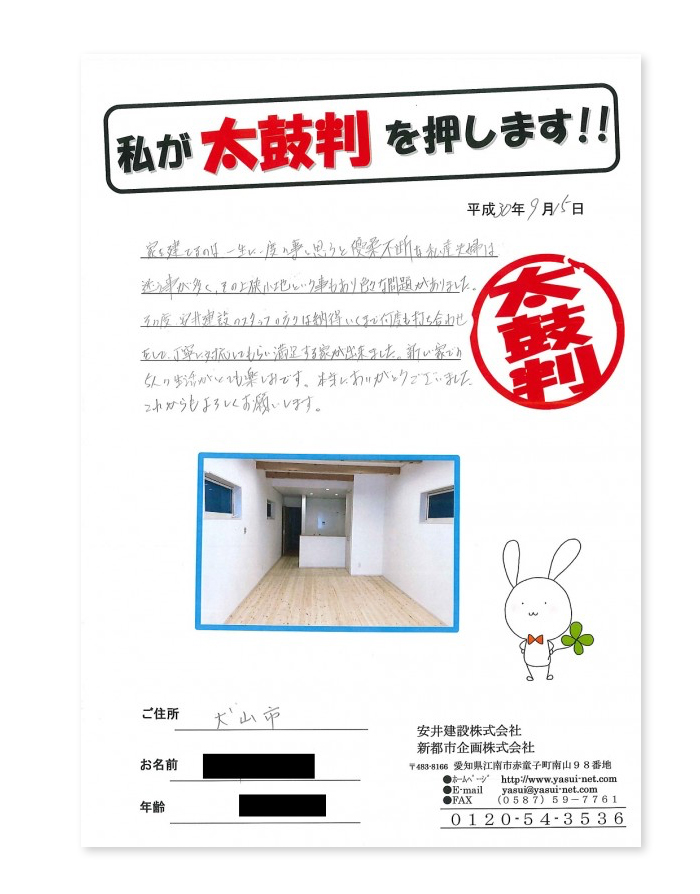 私が太鼓判を押します!!
平成30年9月15日
家を建てるのは一生に一度の事と思うと優柔不断な私達夫婦は
迷う事が多く、その上狭小地という事もあり色々な問題がありました。
その度、安井建設のスタッフの方々は納得いくまで何度も打ち合わせ
をして、丁寧に対応してもらい満足する家が出来ました。新しい家での
5人の生活がとても楽しみです。本当にありがとうございました
これからもよろしくお願いします。
太鼓判
ご住所 犬山市
お名前
年齢
安井建設株式会社
新都市企画株式会社
〒483-8166 愛知県江南市赤童子町南山98番地
●ホームページ http://www.yasui-net.com
●E-mail yasui@yasui-net.com
●FAX (0587)59-7761
0120-54-3536